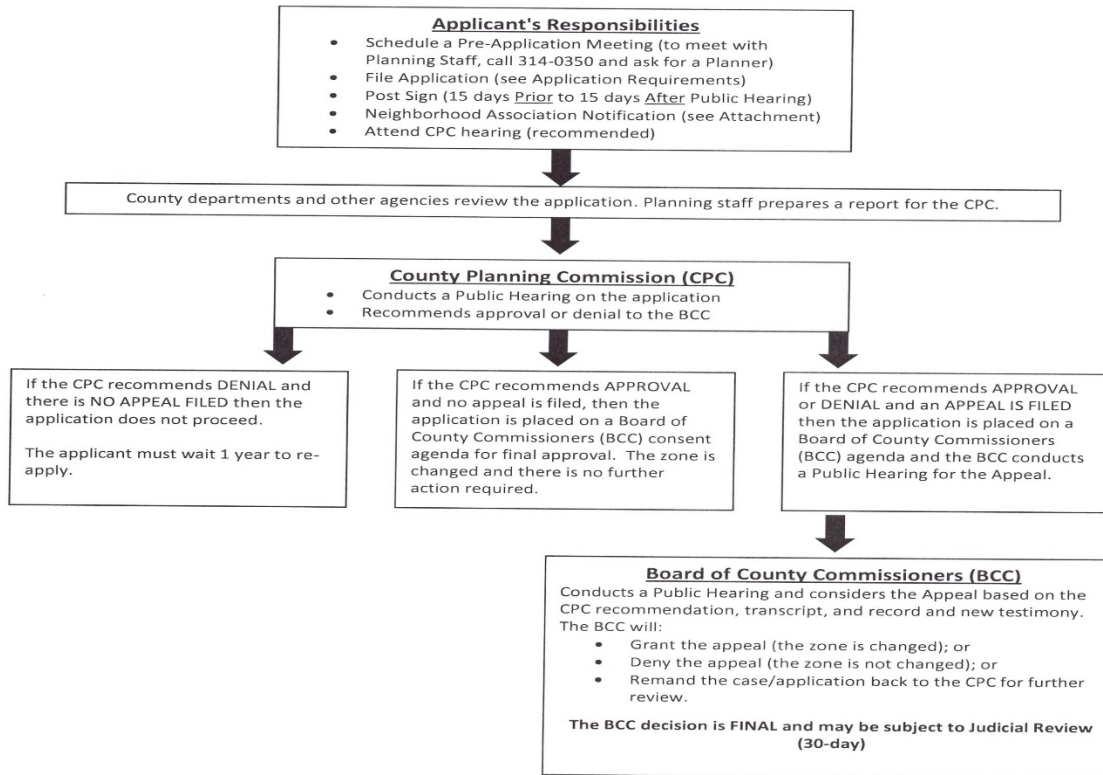 Applicant's Responsibilities
• Schedule a Pre-Application Meeting (to meet with
Planning Staff, call 314-0350 and ask for a Planner)
• File Application (see Application Requirements)
• Post Sign (15 days Prior to 15 days After Public Hearing)
• Neighborhood Association Notification (see Attachment)
• Attend CPC hearing (recommended)
County departments and other agencies review the application. Planning staff prepares a report for the CPC.
County Planning Commission (CPC)
• Conducts a Public Hearing on the application
• Recommends approval or denial to the BCC
If the CPC recommends DENIAL and
there is NO APPEAL FILED then the
application does not proceed.
The applicant must wait 1 year to re-
apply.
If the CPC recommends APPROVAL
and no appeal is filed, then the
application is placed on a Board of
County Commissioners (BCC) consent
agenda for final approval. The zone is
changed and there is no further
action required.
If the CPC recommends APPROVAL
or DENIAL and an APPEAL IS FILED
then the application is placed on a
Board of County Commissioners
(BCC) agenda and the BCC conducts
a Public Hearing for the Appeal.
Board of County Commissioners (BCC)
Conducts a Public Hearing and considers the Appeal based on the
CPC recommendation, transcript, and record and new testimony.
The BCC will:
• Grant the appeal (the zone is changed); or
• Deny the appeal (the zone is not changed); or
• Remand the case/application back to the CPC for further
review.
The BCC decision is FINAL and may be subject to Judicial Review
(30-day)